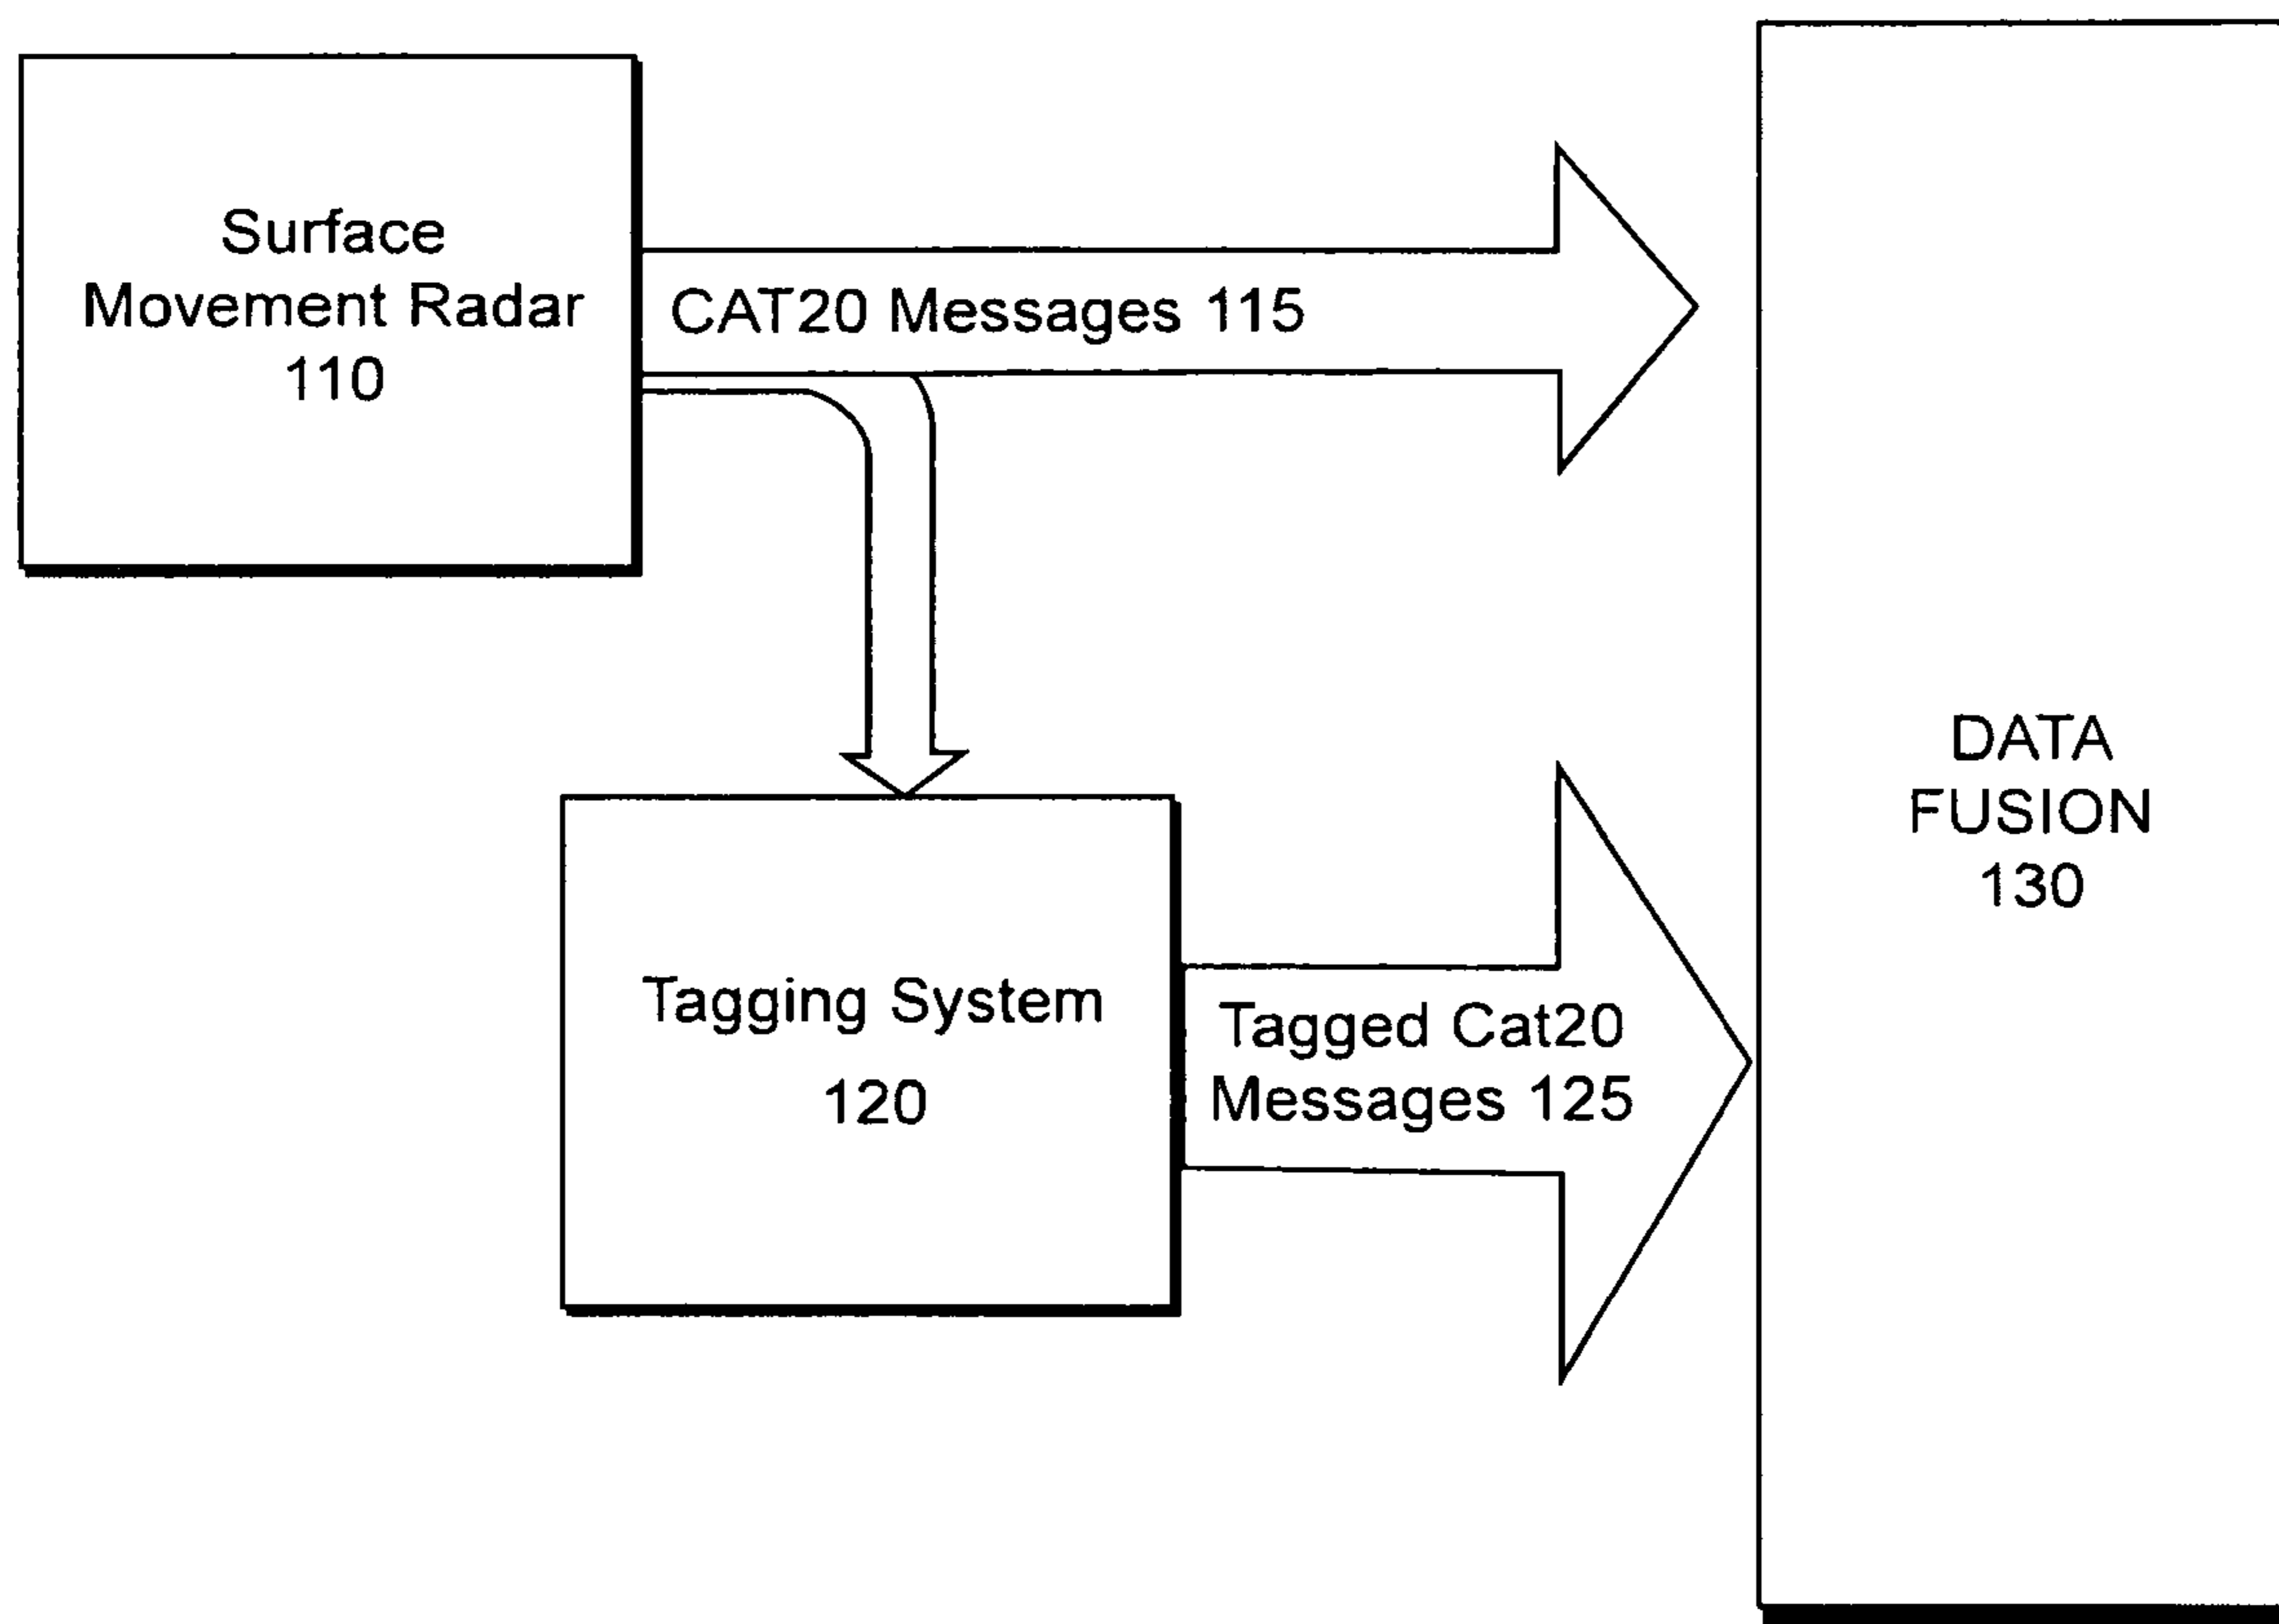 Surface
Movement Radar
110
CAT20 Messages 115
DATA
FUSION
130
Tagging System
120
Tagged Cat20
Messages 125